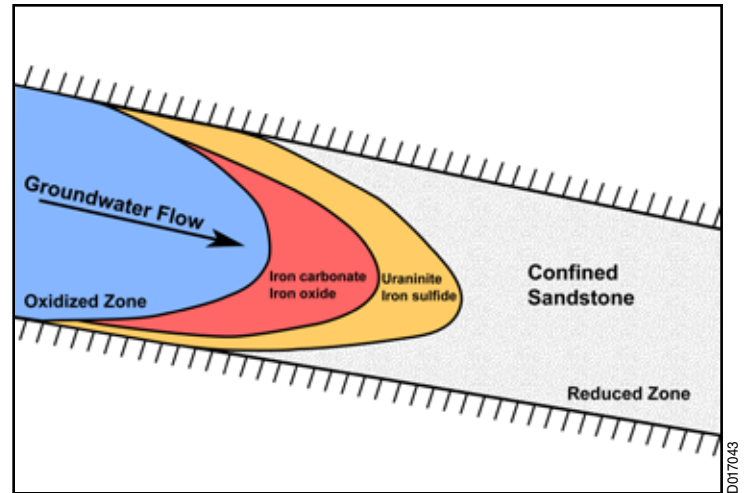 Groundwater Flow
Oxidized Zone
Iron carbonate
Iron oxide
Uraninite
Iron sulfide
Confined
Sandstone
Reduced Zone
D017043